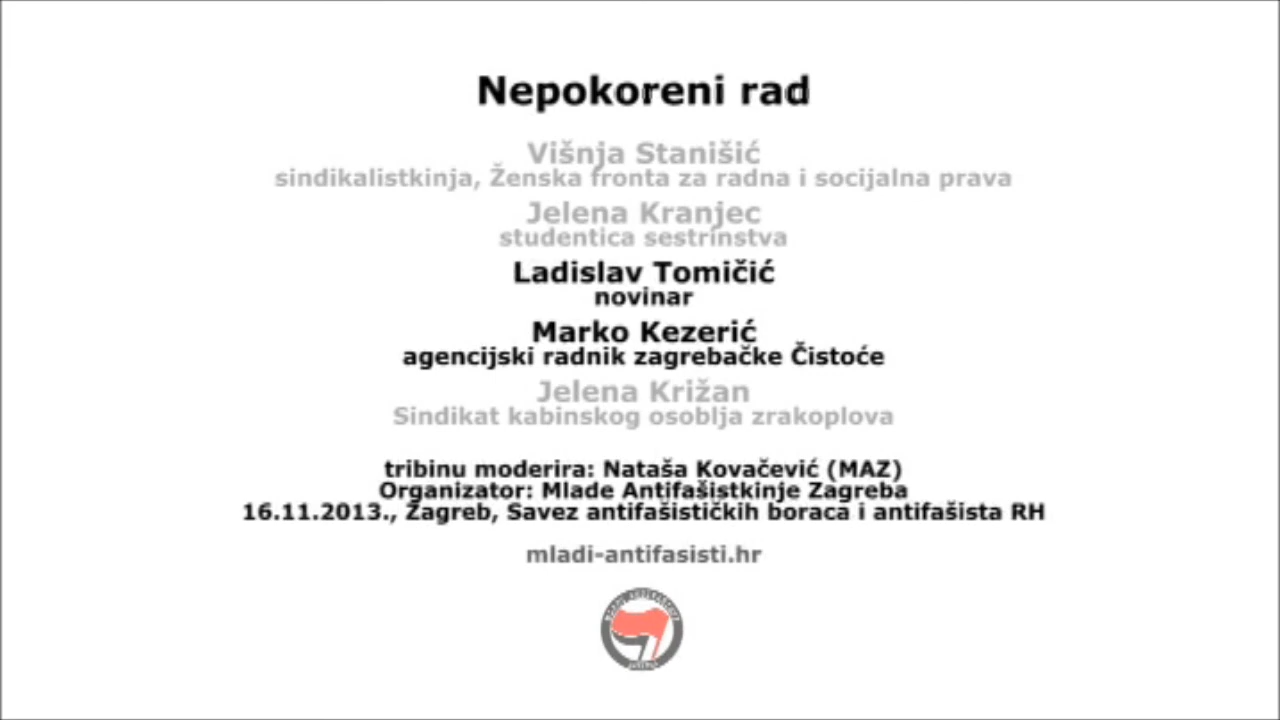 Nepokoreni rad
Višnja Stanišić
sindikalistkinja, Ženska fronta za radna i socijalna prava
Jelena Kranjec
studentica sestrinstva
Ladislav Tomičić
novinar
Marko Kezerić
agencijski radnik zagrebačke Čistoće
Jelena Križan
Sindikat kabinskog osoblja zrakoplova
tribinu moderira: Nataša Kovačević (MAZ)
Organizator: Mlade Antifašistkinje Zagreba
16.11.2013., Zagreb, Savez antifašističkih boraca i antifašista RH
mladi-antifasisti.hr